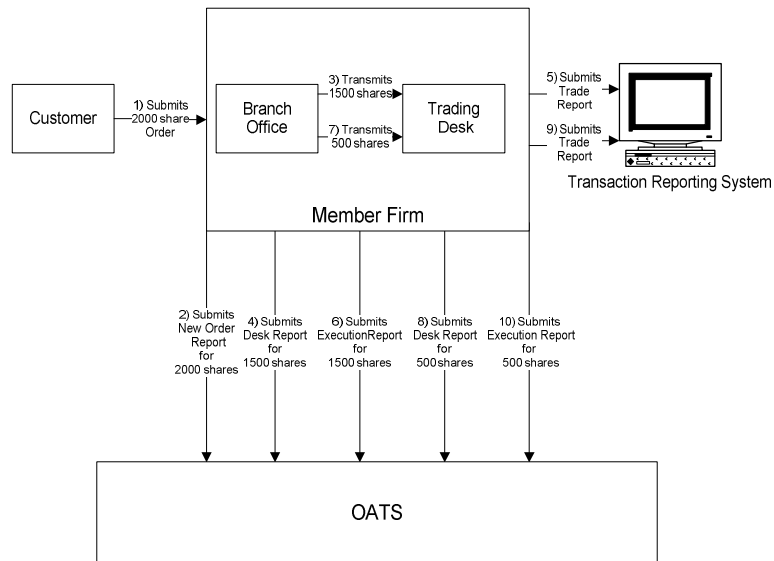 Customer
1) Submits
2000 share
Order
Branch
Office
3) Transmits
1500 shares
7) Transmits
500 shares
Trading
Desk
Member Firm
5) Submits
Trade
Report
9) Submits
Trade
Report
Transaction Reporting System
2) Submits
New Order
Report
for
2000 shares
4) Submits
Desk Report
for
1500 shares
6) Submits
ExecutionReport
for
1500 shares
8) Submits
Desk Report
for
500shares
10) Submits
Execution Report
for
500 shares
OATS